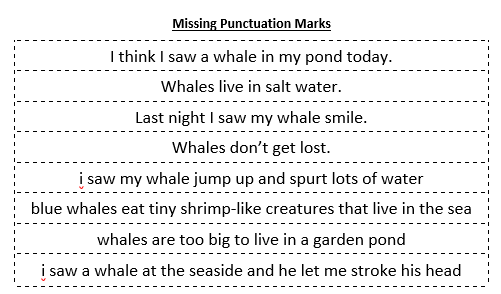 Missing Punctuation Marks
I think I saw a whale in my pond today.
Whales live in salt water.
Last night I saw my whale smile.
Whales don’t get lost.
i saw my whale jump up and spurt lots of water
blue whales eat tiny shrimp-like creatures that live in the sea
whales are too big to live in a garden pond
i saw a whale at the seaside and he let me stroke his head